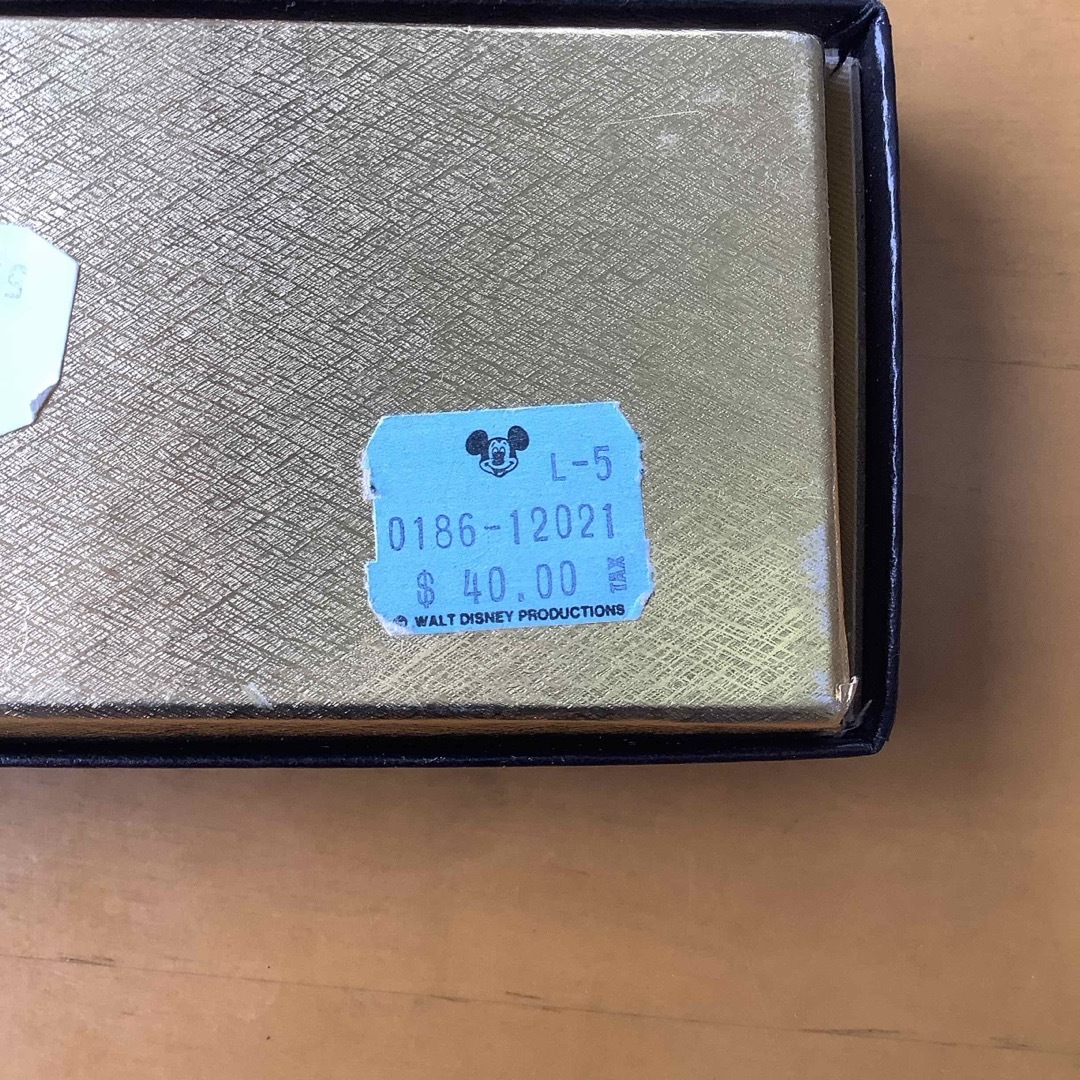 L-5
0186-12021
$ 40.00 TAX
© WALT DISNEY PRODUCTIONS